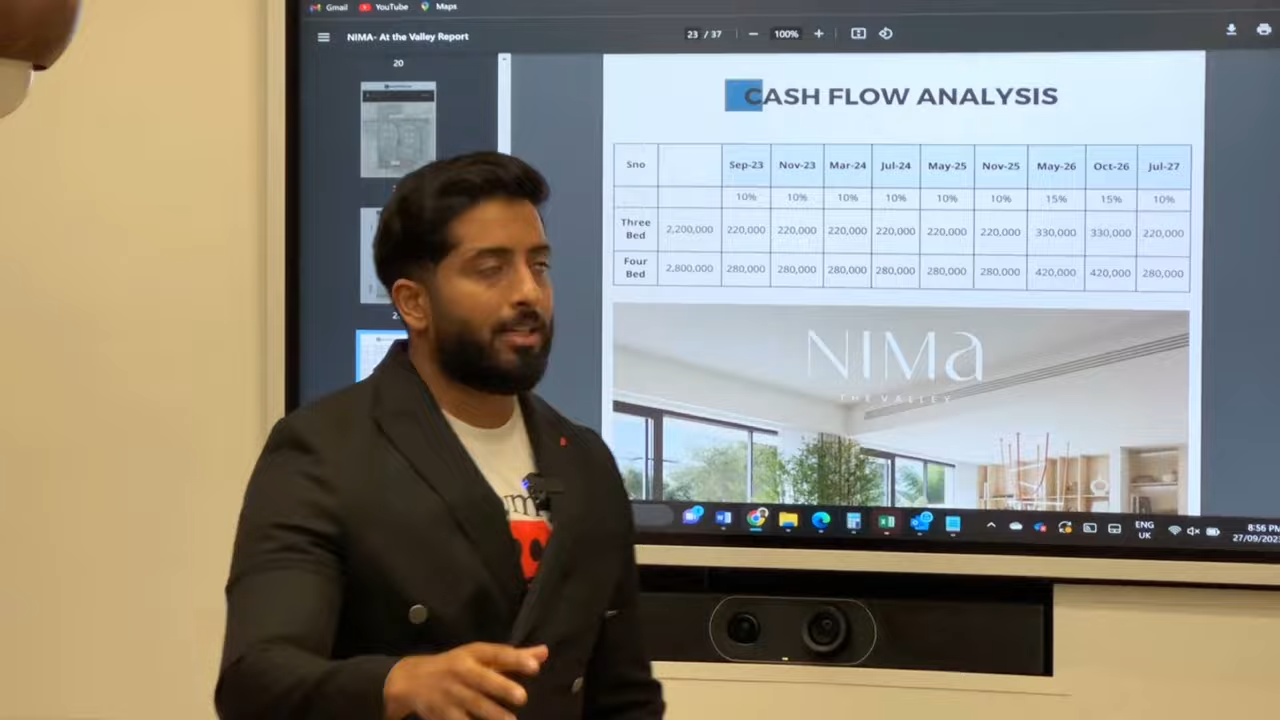 Gmail YouTube Maps
NIMA- At the Valley Report 23 / 37 100%
20
CASH FLOW ANALYSIS
Sno Sep-23 Nov-23 Mar-24 Jul-24 May-25 Nov-25 May-26 Oct-26 Jul-27
10% 10% 10% 10% 10% 10% 15% 15% 10%
Three Bed 2,200,000 220,000 220,000 220,000 220,000 220,000 220,000 330,000 330,000 220,000
Four Bed 2,800,000 280,000 280,000 280,000 280,000 280,000 280,000 420,000 420,000 280,000
NIMa
THE VALLEY
ENG
UK
8:56 PM